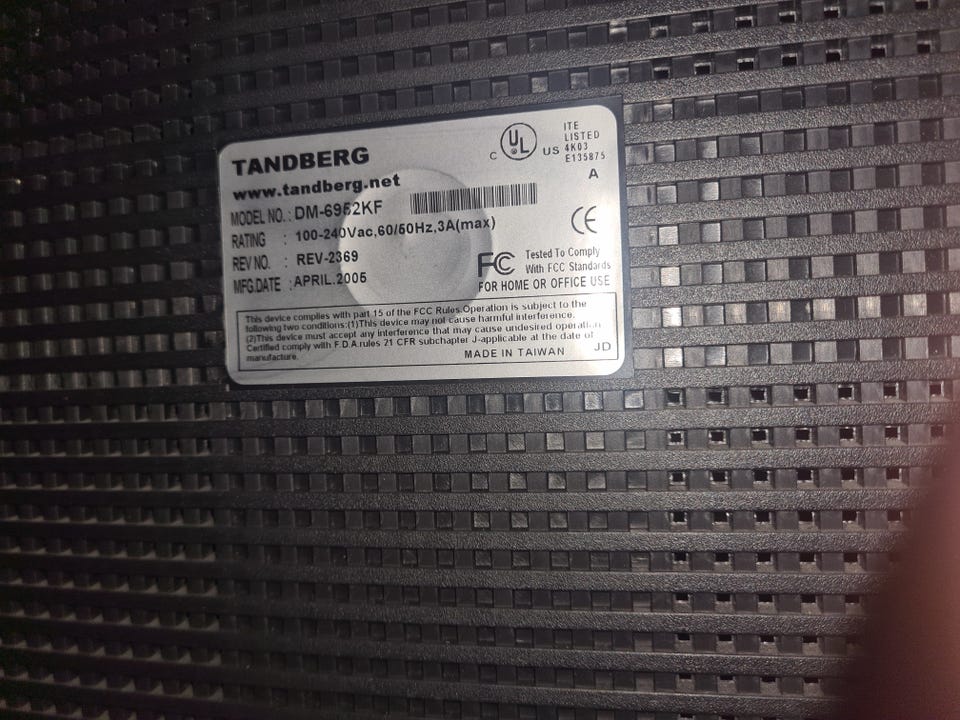 TANDBERG
www.tandberg.net
MODEL NO. : DM-6952KF
RATING : 100-240Vac,60/50Hz,3A(max)
REV NO. : REV-2369
MFG.DATE : APRIL.2005
C UL US
ITE
LISTED
4K03
E135875
A
CE
FC Tested To Comply
With FCC Standards
FOR HOME OR OFFICE USE
This device complies with part 15 of the FCC Rules.Operation is subject to the
following two conditions:(1)This device may not cause harmful interference.
(2)This device must accept any interference that may cause undesired operation.
Certified comply with F.D.A.rules 21 CFR subchapter J-applicable at the date of
manufacture.
MADE IN TAIWAN JD